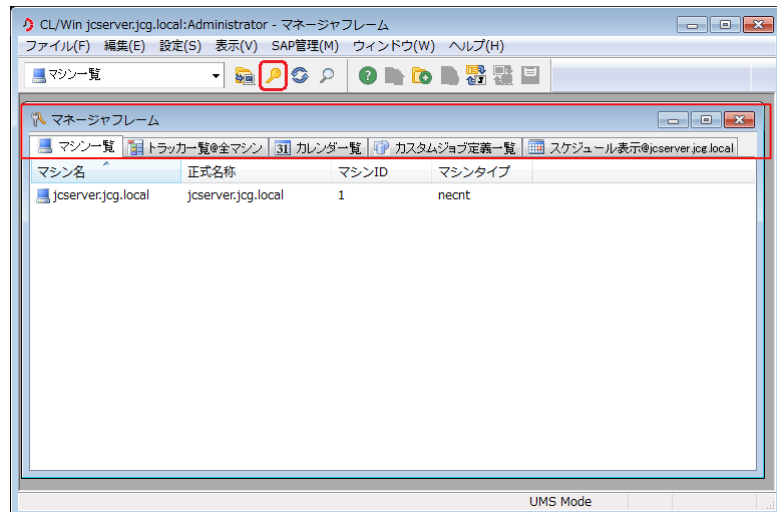 CL/Win jcserver.jcg.local:Administrator - マネージャフレーム
ファイル(F) 編集(E) 設定(S) 表示(V) SAP管理(M) ウィンドウ(W) ヘルプ(H)
マシン一覧
マネージャフレーム
マシン一覧 トラッカ一覧@全マシン 31 カレンダ一覧 カスタムジョブ定義一覧 スケジュール表示@jcserver.jcg.local
マシン名 正式名称 マシンID マシンタイプ
jcserver.jcg.local jcserver.jcg.local 1 necnt
UMS Mode